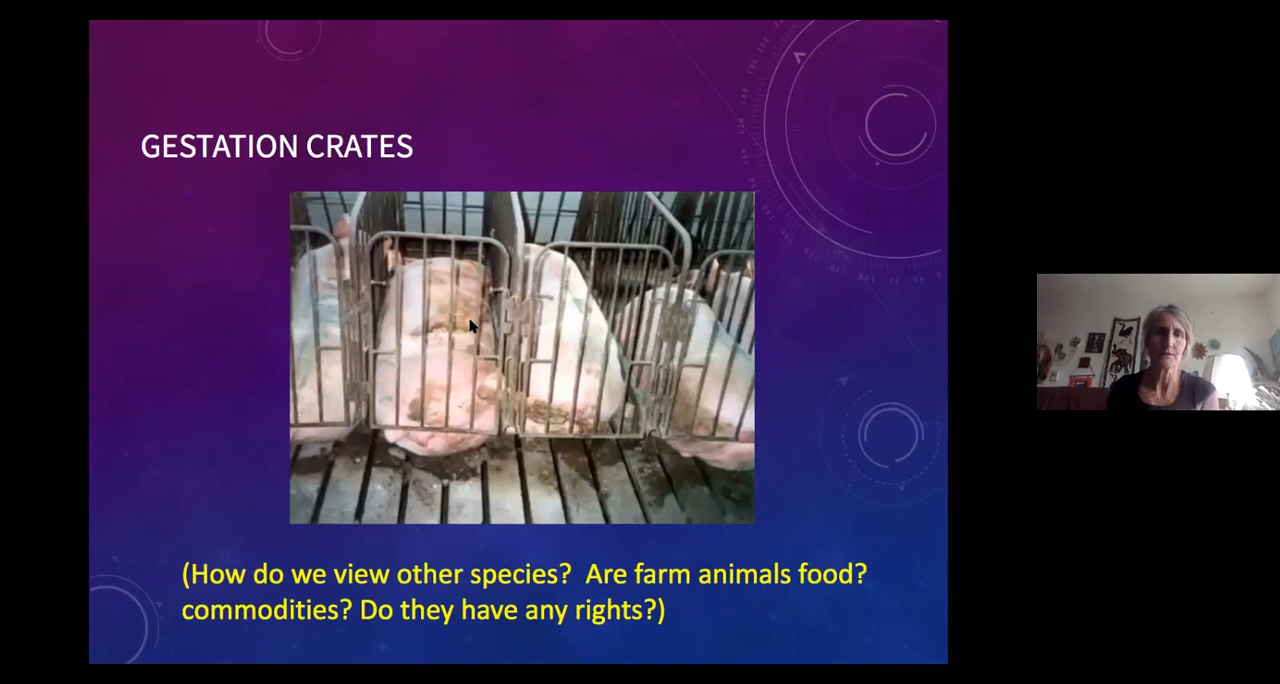 GESTATION CRATES
(How do we view other species?  Are farm animals food?
commodities? Do they have any rights?)